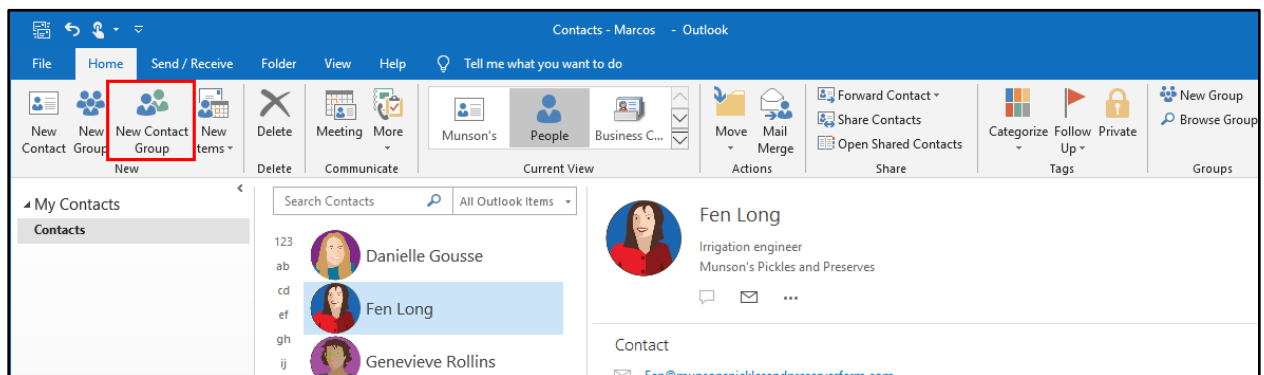 Contacts - Marcos - Outlook
File Home Send / Receive Folder View Help Tell me what you want to do
New Contact
New Group
New Contact Group
New
Delete
Meeting
More
Munson's
People
Business C...
Move
Mail Merge
Forward Contact
Share Contacts
Open Shared Contacts
Categorize
Follow Up
Private
New Group
Browse Group
New Delete Communicate Current View Actions Share Tags Groups
My Contacts
Contacts
Search Contacts
All Outlook Items
123
ab
cd
ef
gh
ij
Danielle Gousse
Fen Long
Genevieve Rollins
Fen Long
Irrigation engineer
Munson's Pickles and Preserves
Contact